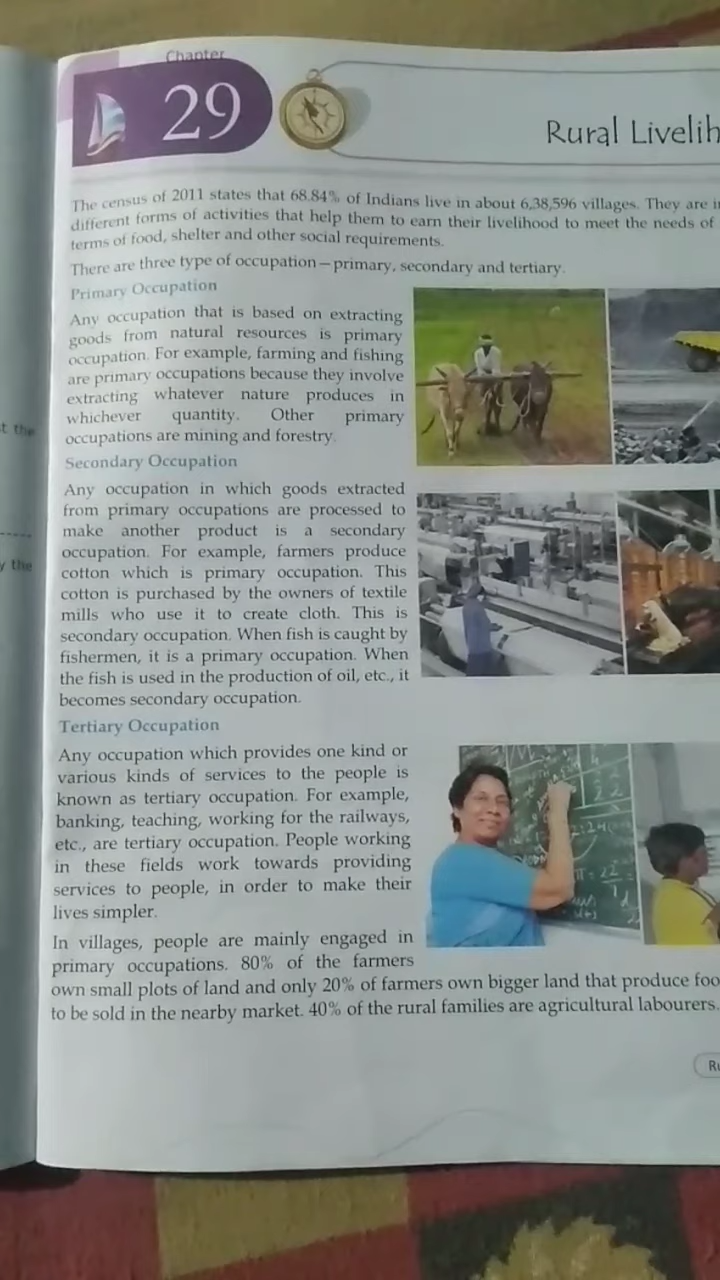 Chapter
29
Rural Livelih
The census of 2011 states that 68.84% of Indians live in about 6,38,596 villages. They are i
different forms of activities that help them to earn their livelihood to meet the needs of
terms of food, shelter and other social requirements.
There are three type of occupation – primary, secondary and tertiary.
Primary Occupation
Any occupation that is based on extracting
goods from natural resources is primary
occupation. For example, farming and fishing
are primary occupations because they involve
extracting whatever nature produces in
whichever quantity. Other primary
occupations are mining and forestry.
Secondary Occupation
Any occupation in which goods extracted
from primary occupations are processed to
make another product is a secondary
occupation. For example, farmers produce
cotton which is primary occupation. This
cotton is purchased by the owners of textile
mills who use it to create cloth. This is
secondary occupation. When fish is caught by
fishermen, it is a primary occupation. When
the fish is used in the production of oil, etc., it
becomes secondary occupation.
Tertiary Occupation
Any occupation which provides one kind or
various kinds of services to the people is
known as tertiary occupation. For example,
banking, teaching, working for the railways,
etc., are tertiary occupation. People working
in these fields work towards providing
services to people, in order to make their
lives simpler.
In villages, people are mainly engaged in
primary occupations. 80% of the farmers
own small plots of land and only 20% of farmers own bigger land that produce foo
to be sold in the nearby market. 40% of the rural families are agricultural labourers.
Ru
t the
y the